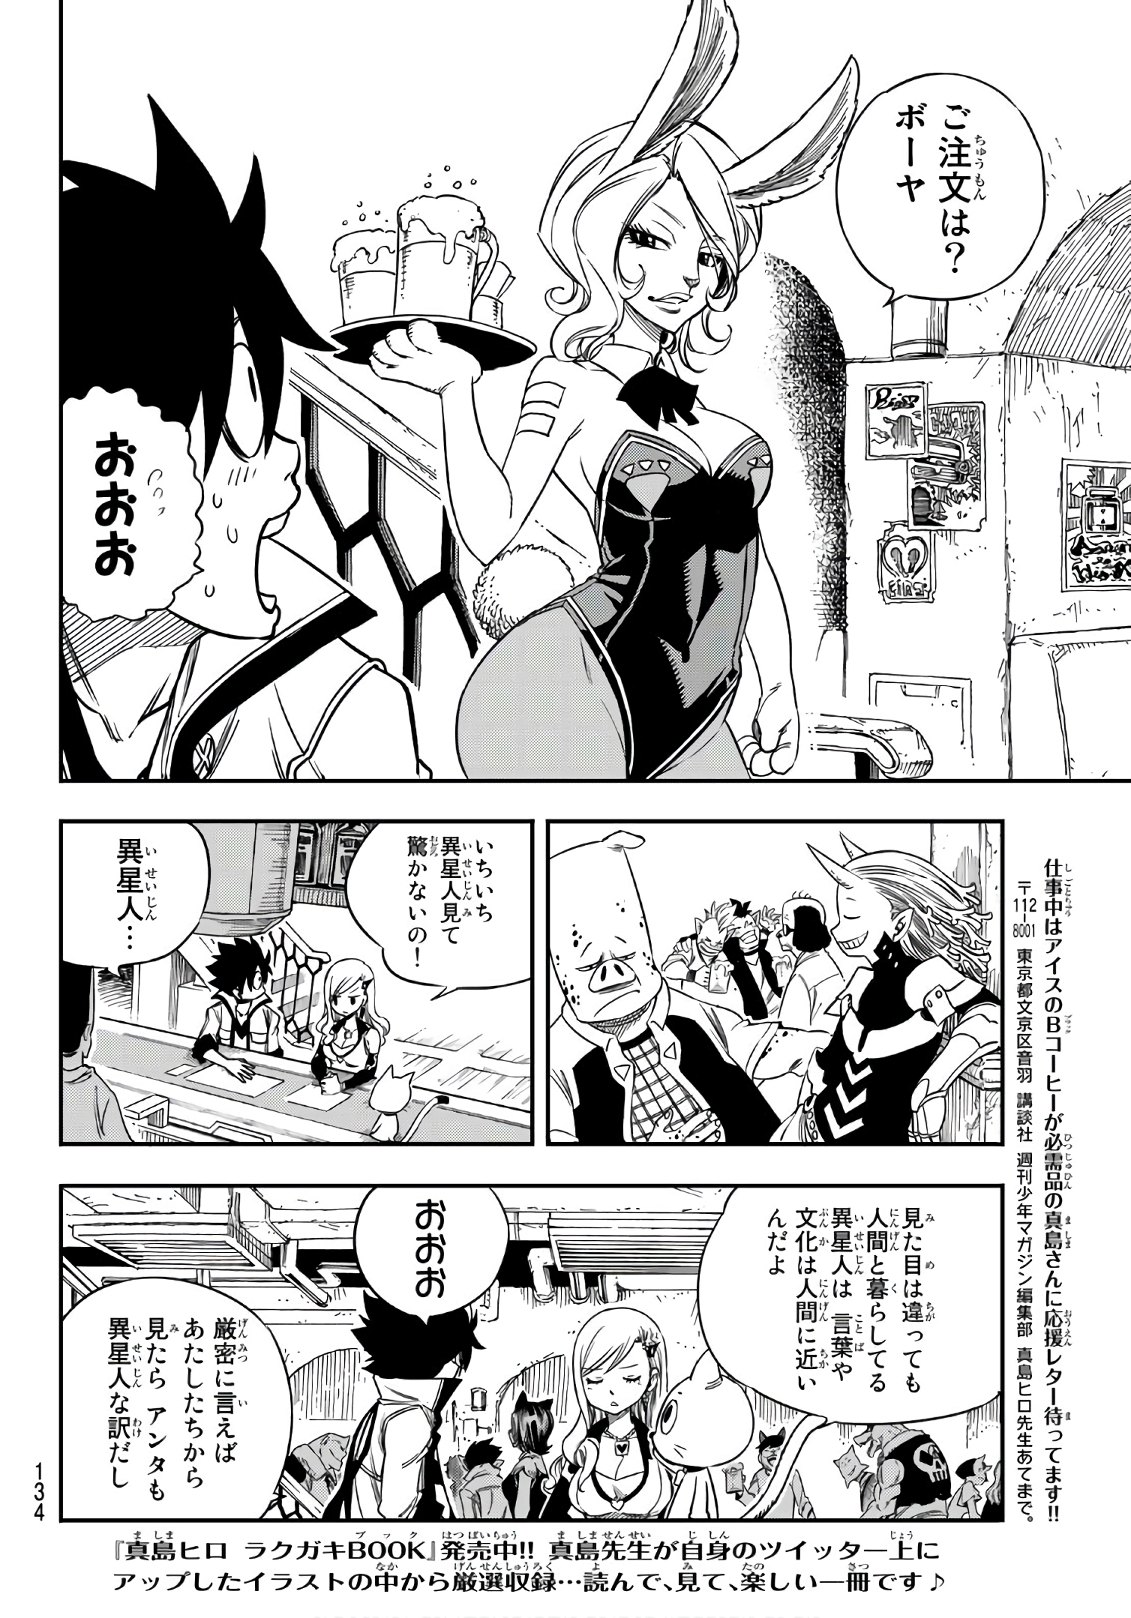 ご注文は?
ボーヤ
おおお
いちいち
異星人見て
驚かないの!
異星人…
見た目は違っても
人間と暮らしてる
異星人は 言葉や
文化は人間に近い
んだよ
おおお
厳密に言えば
あたしたちから
見たら アンタも
異星人な訳だし
仕事中はアイスのBコーヒーが必需品の真島さんに応援レター待ってます!!
〒112-8001 東京都文京区音羽 講談社 週刊少年マガジン編集部 真島ヒロ先生あてまで。
134
『真島ヒロ ラクガキBOOK』発売中!! 真島先生が自身のツイッター上に
アップしたイラストの中から厳選収録…読んで、見て、楽しい一冊です♪